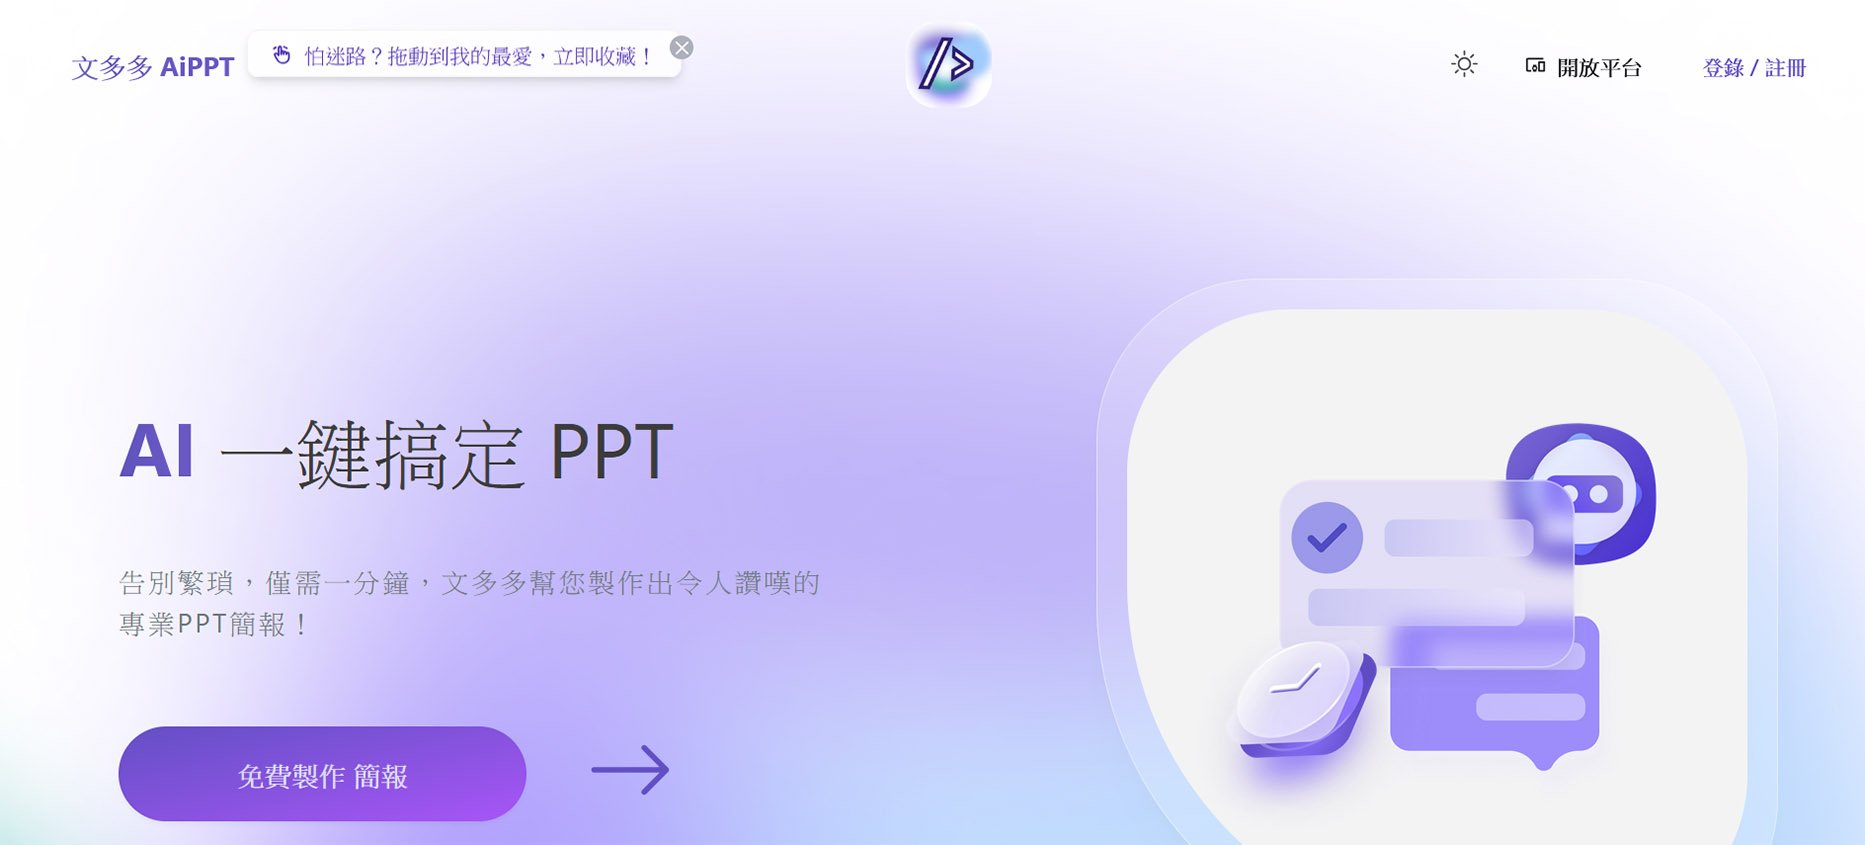 文多多 AiPPT
怕迷路？拖動到我的最愛，立即收藏！
開放平台
登錄 / 註冊
AI 一鍵搞定 PPT
告別繁瑣，僅需一分鐘，文多多幫您製作出令人讚嘆的
專業PPT簡報！
免費製作 簡報